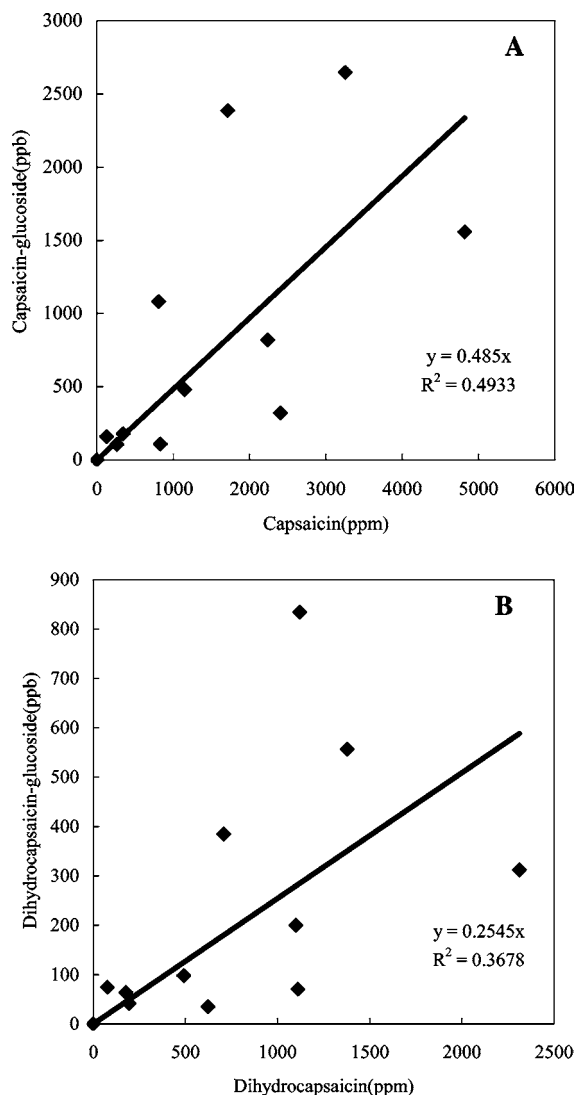 A
3000
2500
2000
1500
1000
500
0
Capsaicin-glucoside(ppb)
y = 0.485x
R² = 0.4933
0 1000 2000 3000 4000 5000 6000
Capsaicin(ppm)
B
900
800
700
600
500
400
300
200
100
0
Dihydrocapsaicin-glucoside(ppb)
y = 0.2545x
R² = 0.3678
0 500 1000 1500 2000 2500
Dihydrocapsaicin(ppm)